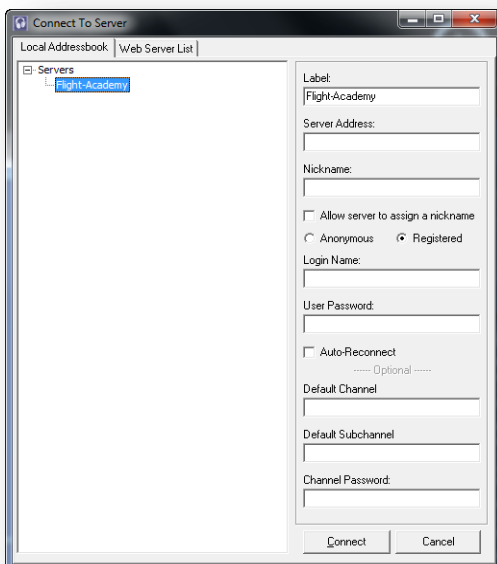 Connect To Server
Local Addressbook
Web Server List
Servers
Flight-Academy
Label:
Flight-Academy
Server Address:
Nickname:
Allow server to assign a nickname
Anonymous Registered
Login Name:
User Password:
Auto-Reconnect
------ Optional ------
Default Channel
Default Subchannel
Channel Password:
Connect Cancel